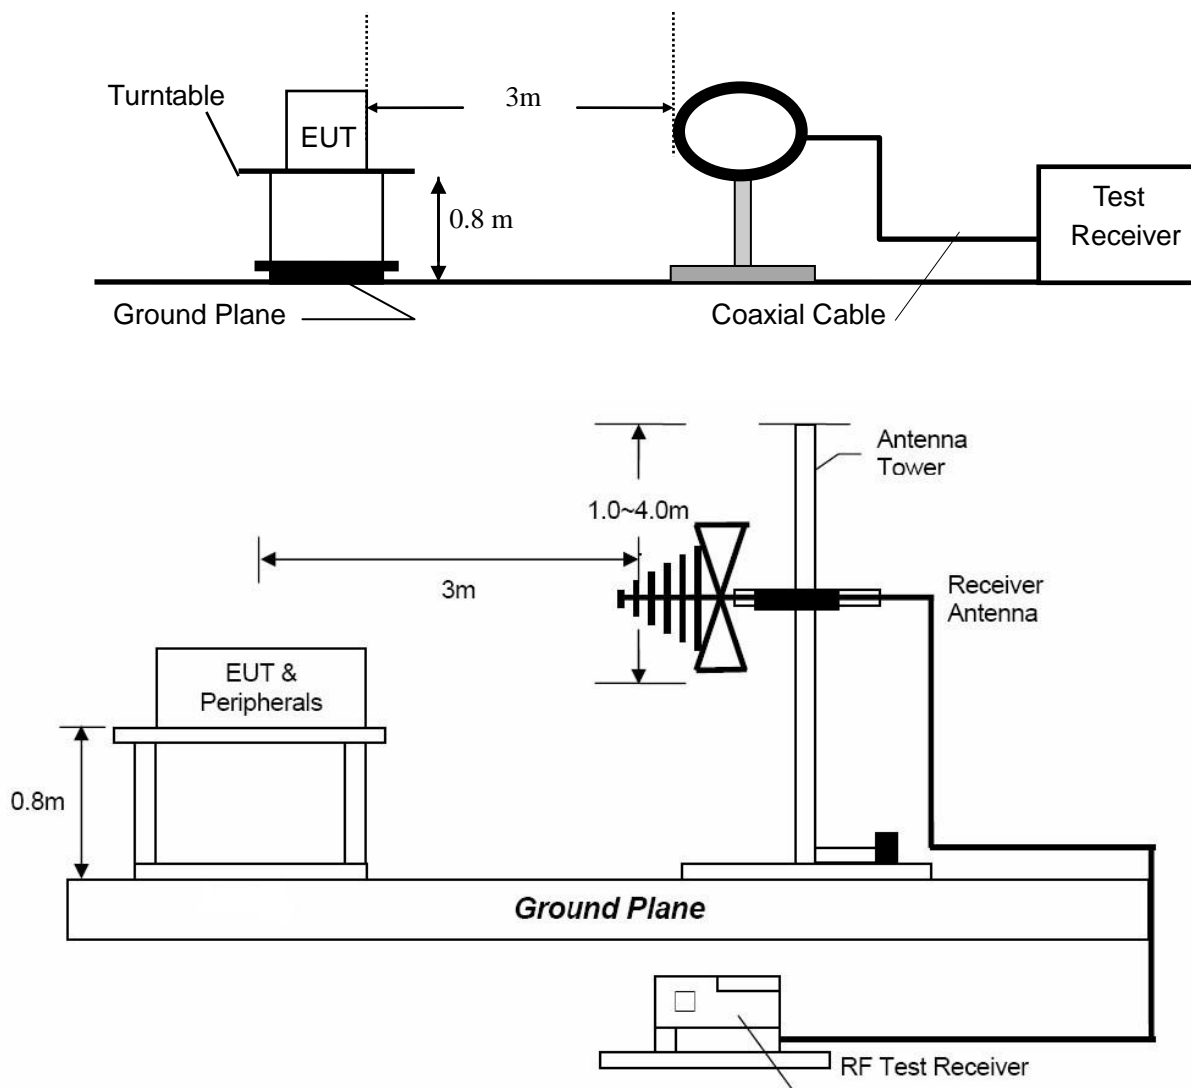 Turntable
3m
EUT
Test
Receiver
0.8 m
Ground Plane
Coaxial Cable
Antenna
Tower
1.0~4.0m
3m
Receiver
Antenna
EUT &
Peripherals
0.8m
Ground Plane
RF Test Receiver